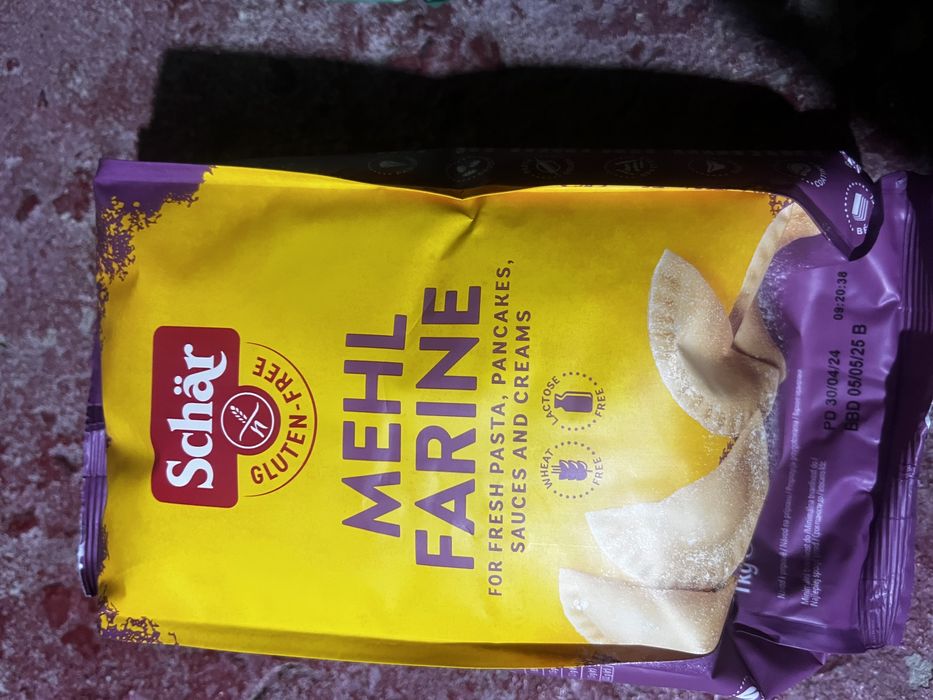 Schär
GLUTEN-FREE
MEHL
FARINE
FOR FRESH PASTA, PANCAKES,
SAUCES AND CREAMS
WHEAT
FREE
LACTOSE
FREE
1kg
PD 30/04/24 09:20:38
BBD 05/05/25 B